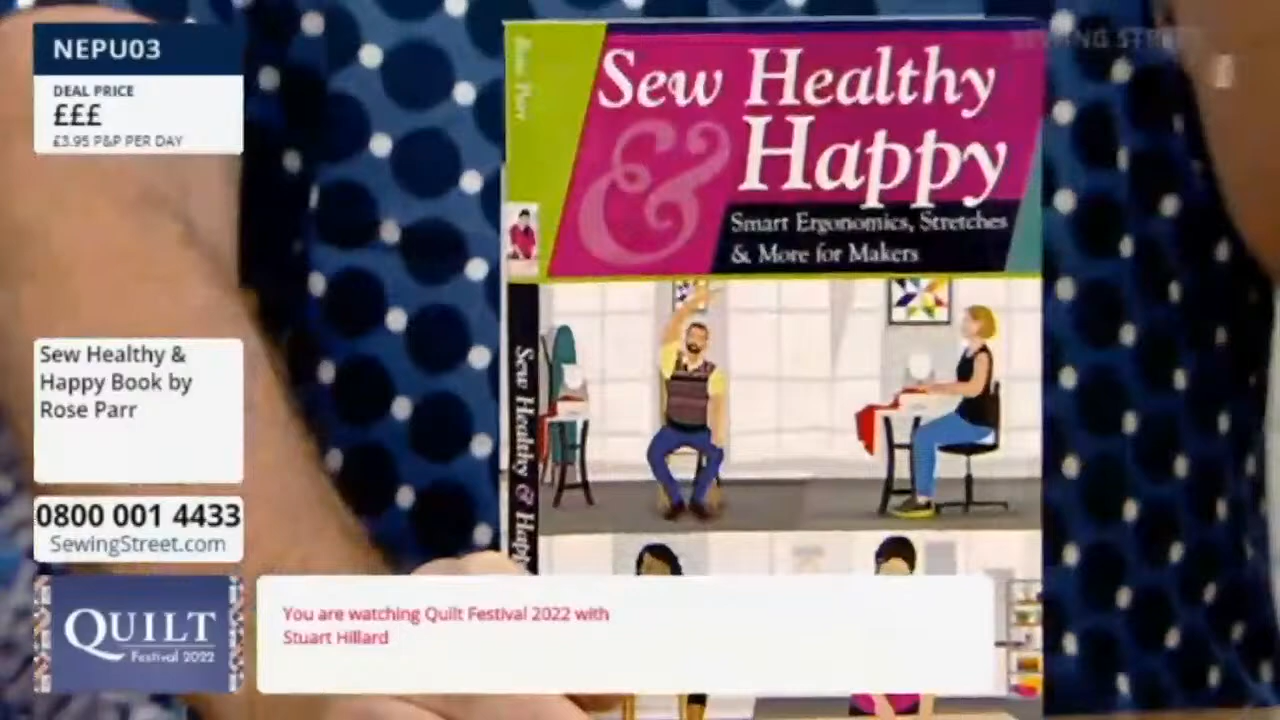 NEPU03
DEAL PRICE
£££
£3.95 P&P PER DAY
SEWING STREET
Rose Parr
Sew Healthy
& Happy
Smart Ergonomics, Stretches
& More for Makers
Sew Healthy & Happ
Sew Healthy &
Happy Book by
Rose Parr
0800 001 4433
SewingStreet.com
QUILT
Festival 2022
You are watching Quilt Festival 2022 with
Stuart Hillard